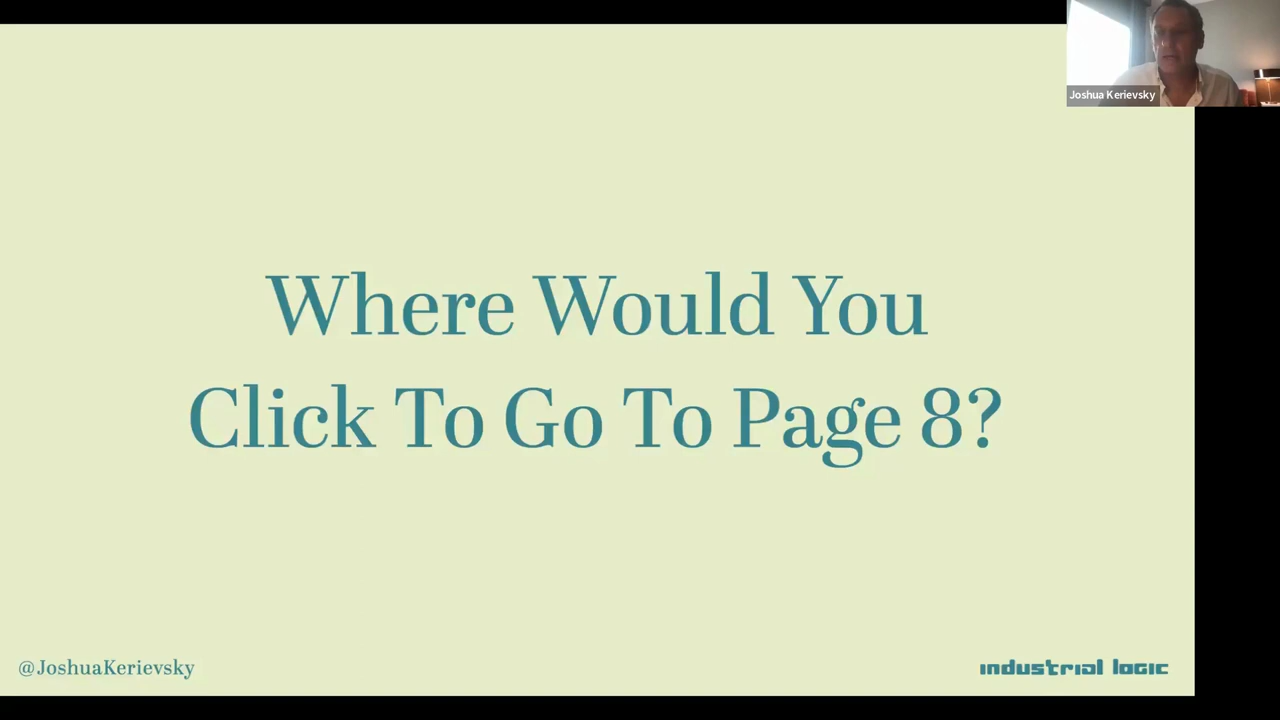 Joshua Kerievsky
Where Would You
Click To Go To Page 8?
@JoshuaKerievsky
industrial logic